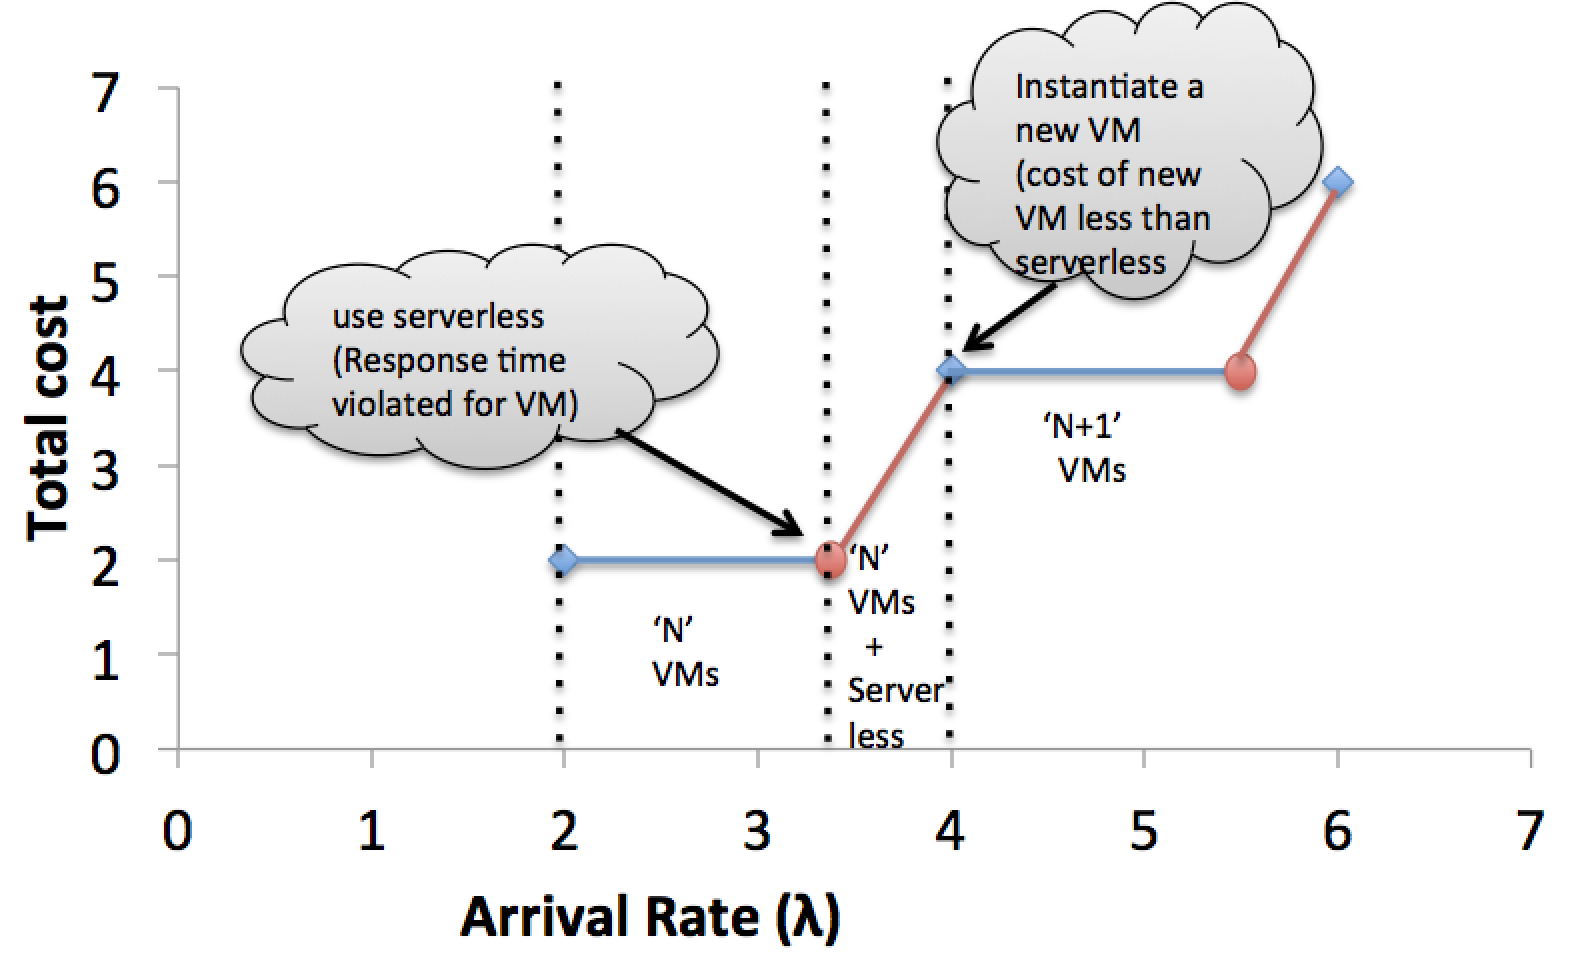 7
6
5
4
3
2
1
0
Total cost
Instantiate a
new VM
(cost of new
VM less than
serverless
use serverless
(Response time
violated for VM)
‘N+1’
VMs
‘N’
VMs
+
Server
less
‘N’
VMs
0 1 2 3 4 5 6 7
Arrival Rate (λ)